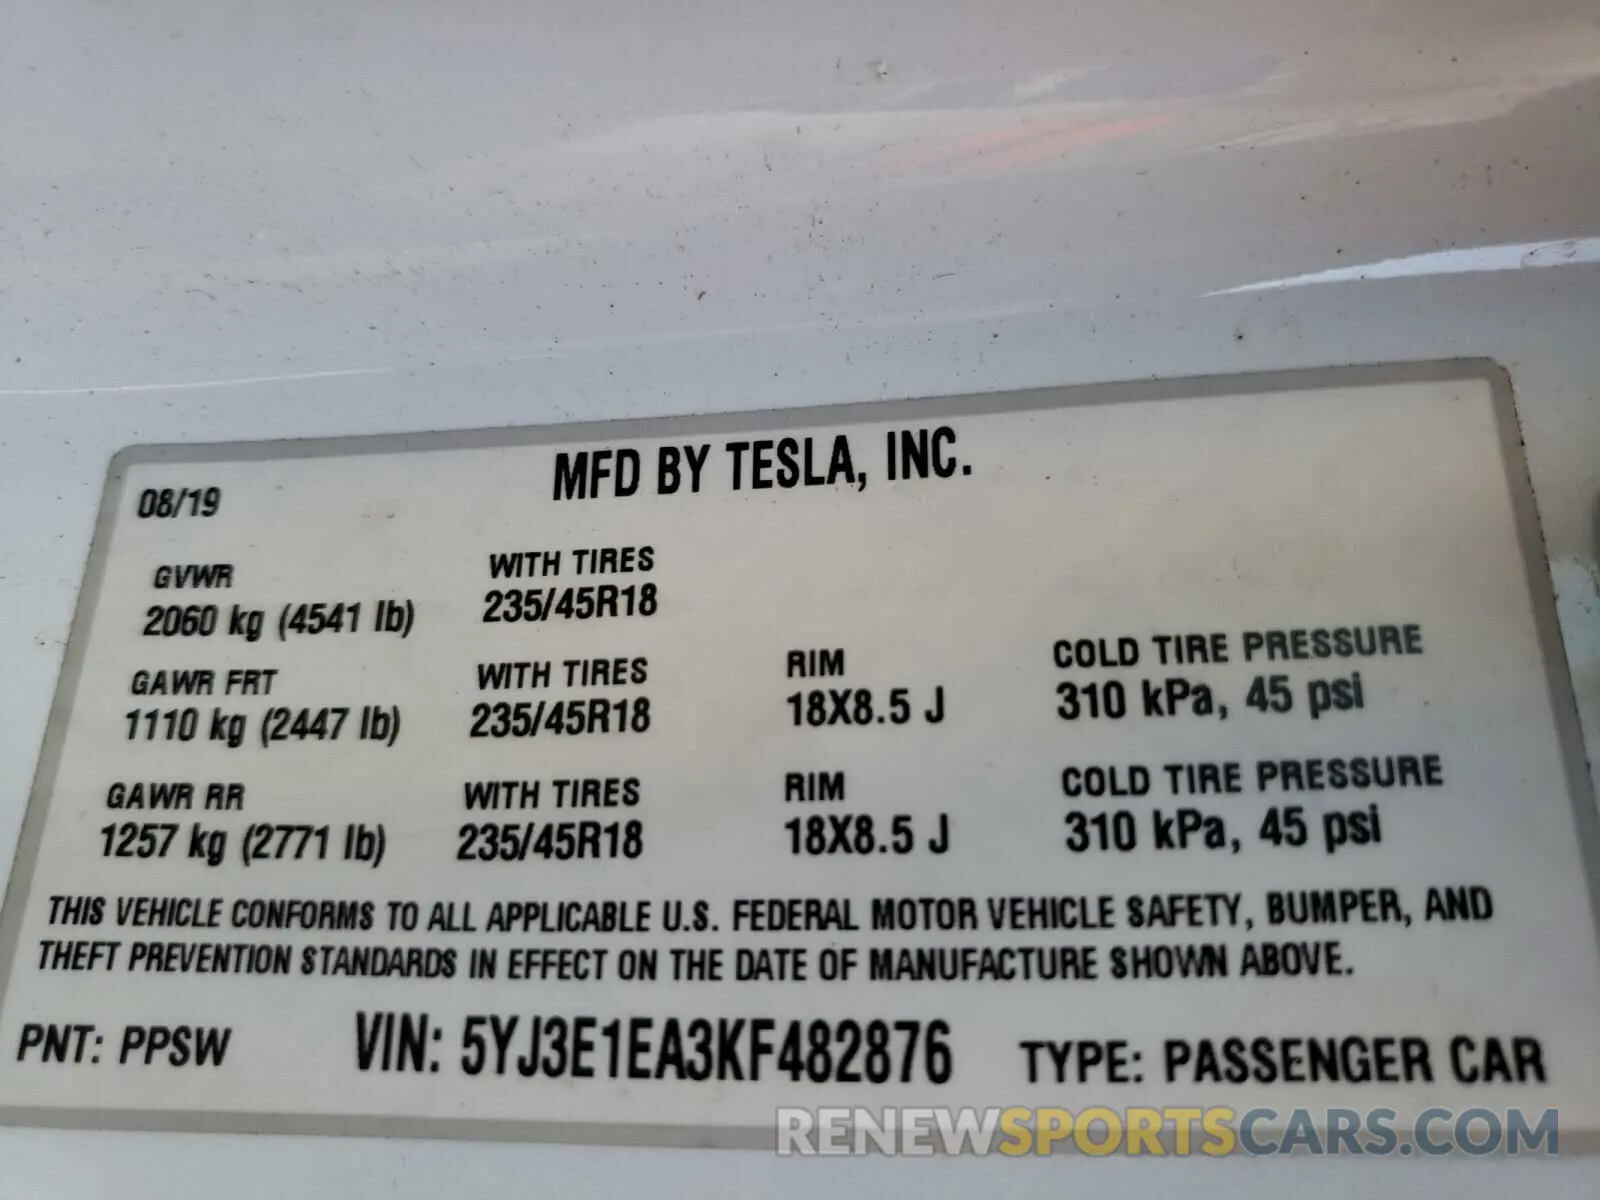 MFD BY TESLA, INC.
08/19
GVWR WITH TIRES
2060 kg (4541 lb) 235/45R18
GAWR FRT WITH TIRES RIM COLD TIRE PRESSURE
1110 kg (2447 lb) 235/45R18 18X8.5 J 310 kPa, 45 psi
GAWR RR WITH TIRES RIM COLD TIRE PRESSURE
1257 kg (2771 lb) 235/45R18 18X8.5 J 310 kPa, 45 psi
THIS VEHICLE CONFORMS TO ALL APPLICABLE U.S. FEDERAL MOTOR VEHICLE SAFETY, BUMPER, AND
THEFT PREVENTION STANDARDS IN EFFECT ON THE DATE OF MANUFACTURE SHOWN ABOVE.
PNT: PPSW VIN: 5YJ3E1EA3KF482876 TYPE: PASSENGER CAR
RENEWSPORTSCARS.COM